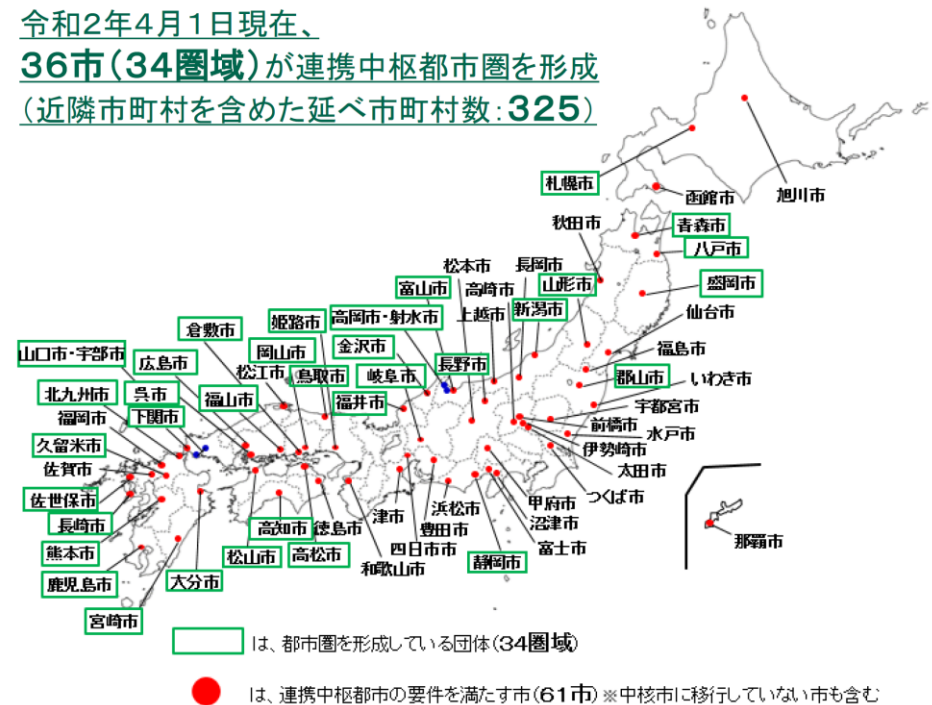 令和２年４月１日現在、
36市（34圏域）が連携中枢都市圏を形成
（近隣市町村を含めた延べ市町村数：325）
札幌市
函館市
旭川市
秋田市
青森市
八戸市
松本市
長岡市
富山市
高崎市
山形市
盛岡市
倉敷市
姫路市
高岡市・射水市
上越市
新潟市
仙台市
山口市・宇部市
広島市
岡山市
金沢市
長野市
福島市
北九州市
呉市
松江市
鳥取市
岐阜市
郡山市
いわき市
福岡市
下関市
福山市
福井市
宇都宮市
久留米市
前橋市
水戸市
佐賀市
伊勢崎市
太田市
佐世保市
つくば市
長崎市
高知市
徳島市
津市
浜松市
甲府市
熊本市
松山市
高松市
豊田市
沼津市
那覇市
四日市市
富士市
鹿児島市
大分市
和歌山市
静岡市
宮崎市
は、都市圏を形成している団体（34圏域）
は、連携中枢都市の要件を満たす市（61市）※中核市に移行していない市も含む